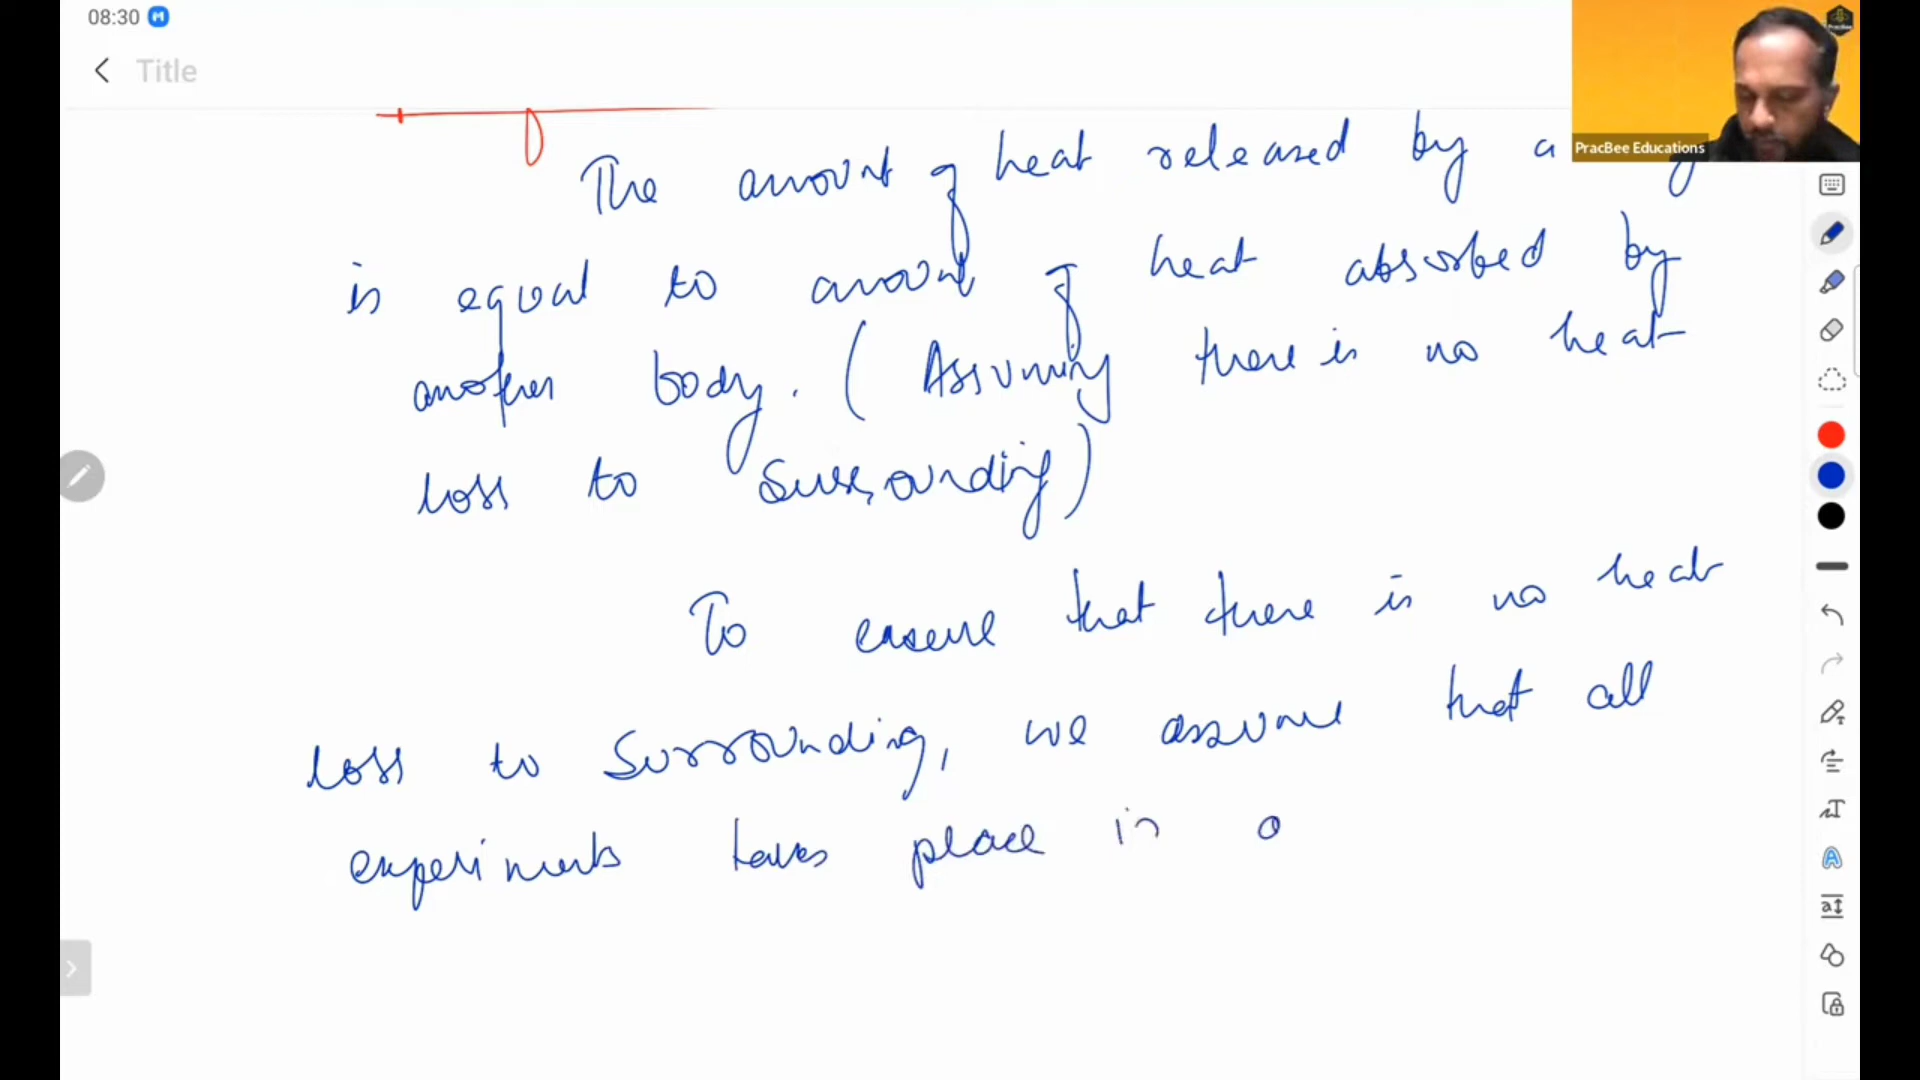 08:30
Title
PracBee Educations
The amount of heat released by a
is equal to amount of heat absorbed by
another body. (Assuming there is no heat
loss to surrounding)
To ensure that there is no heat
loss to surrounding, we assume that all
experiments takes place in a